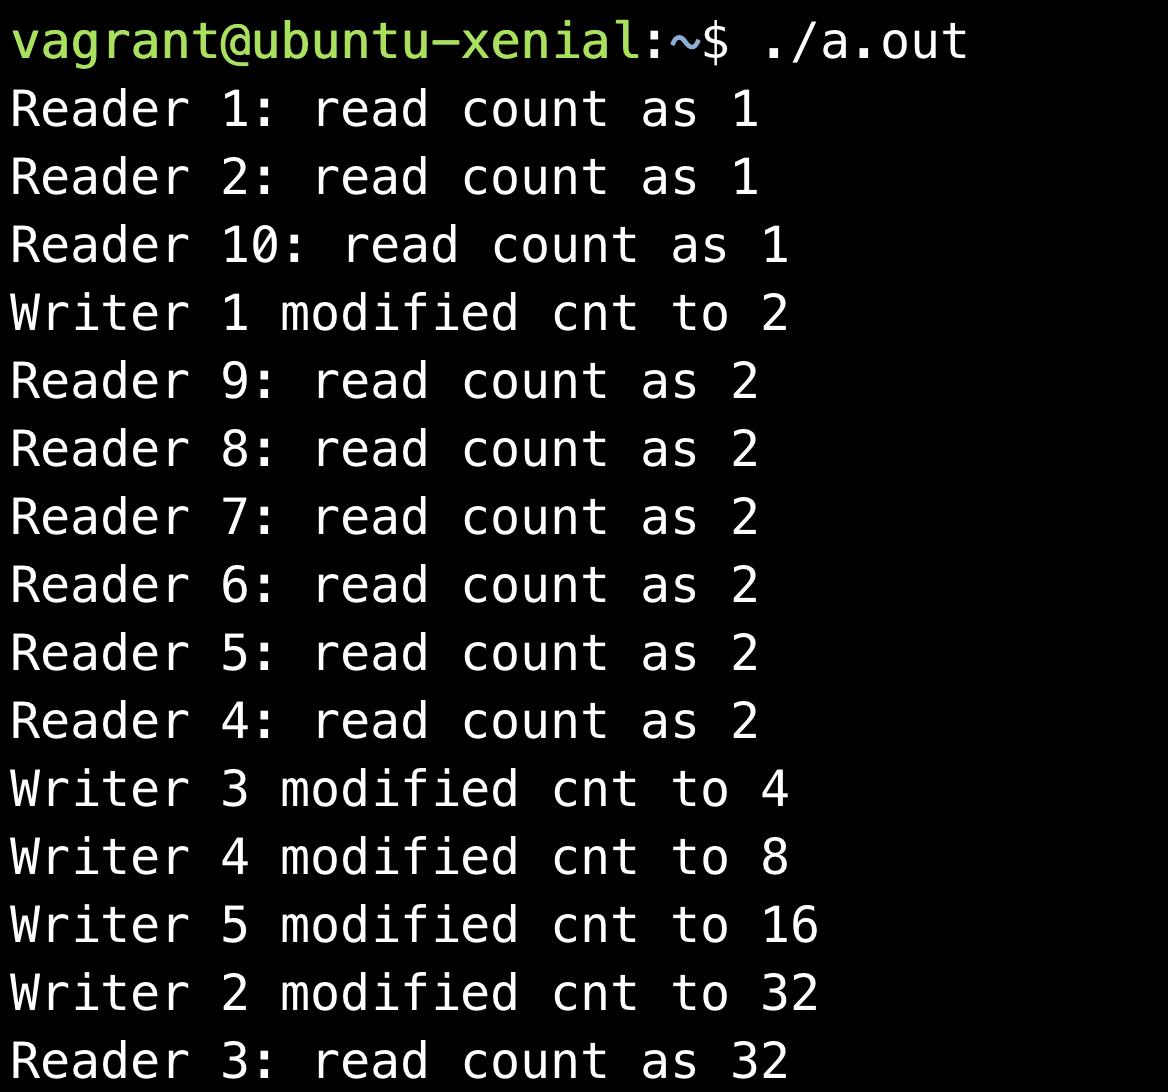 vagrant@ubuntu-xenial:~$ ./a.out
Reader 1: read count as 1
Reader 2: read count as 1
Reader 10: read count as 1
Writer 1 modified cnt to 2
Reader 9: read count as 2
Reader 8: read count as 2
Reader 7: read count as 2
Reader 6: read count as 2
Reader 5: read count as 2
Reader 4: read count as 2
Writer 3 modified cnt to 4
Writer 4 modified cnt to 8
Writer 5 modified cnt to 16
Writer 2 modified cnt to 32
Reader 3: read count as 32